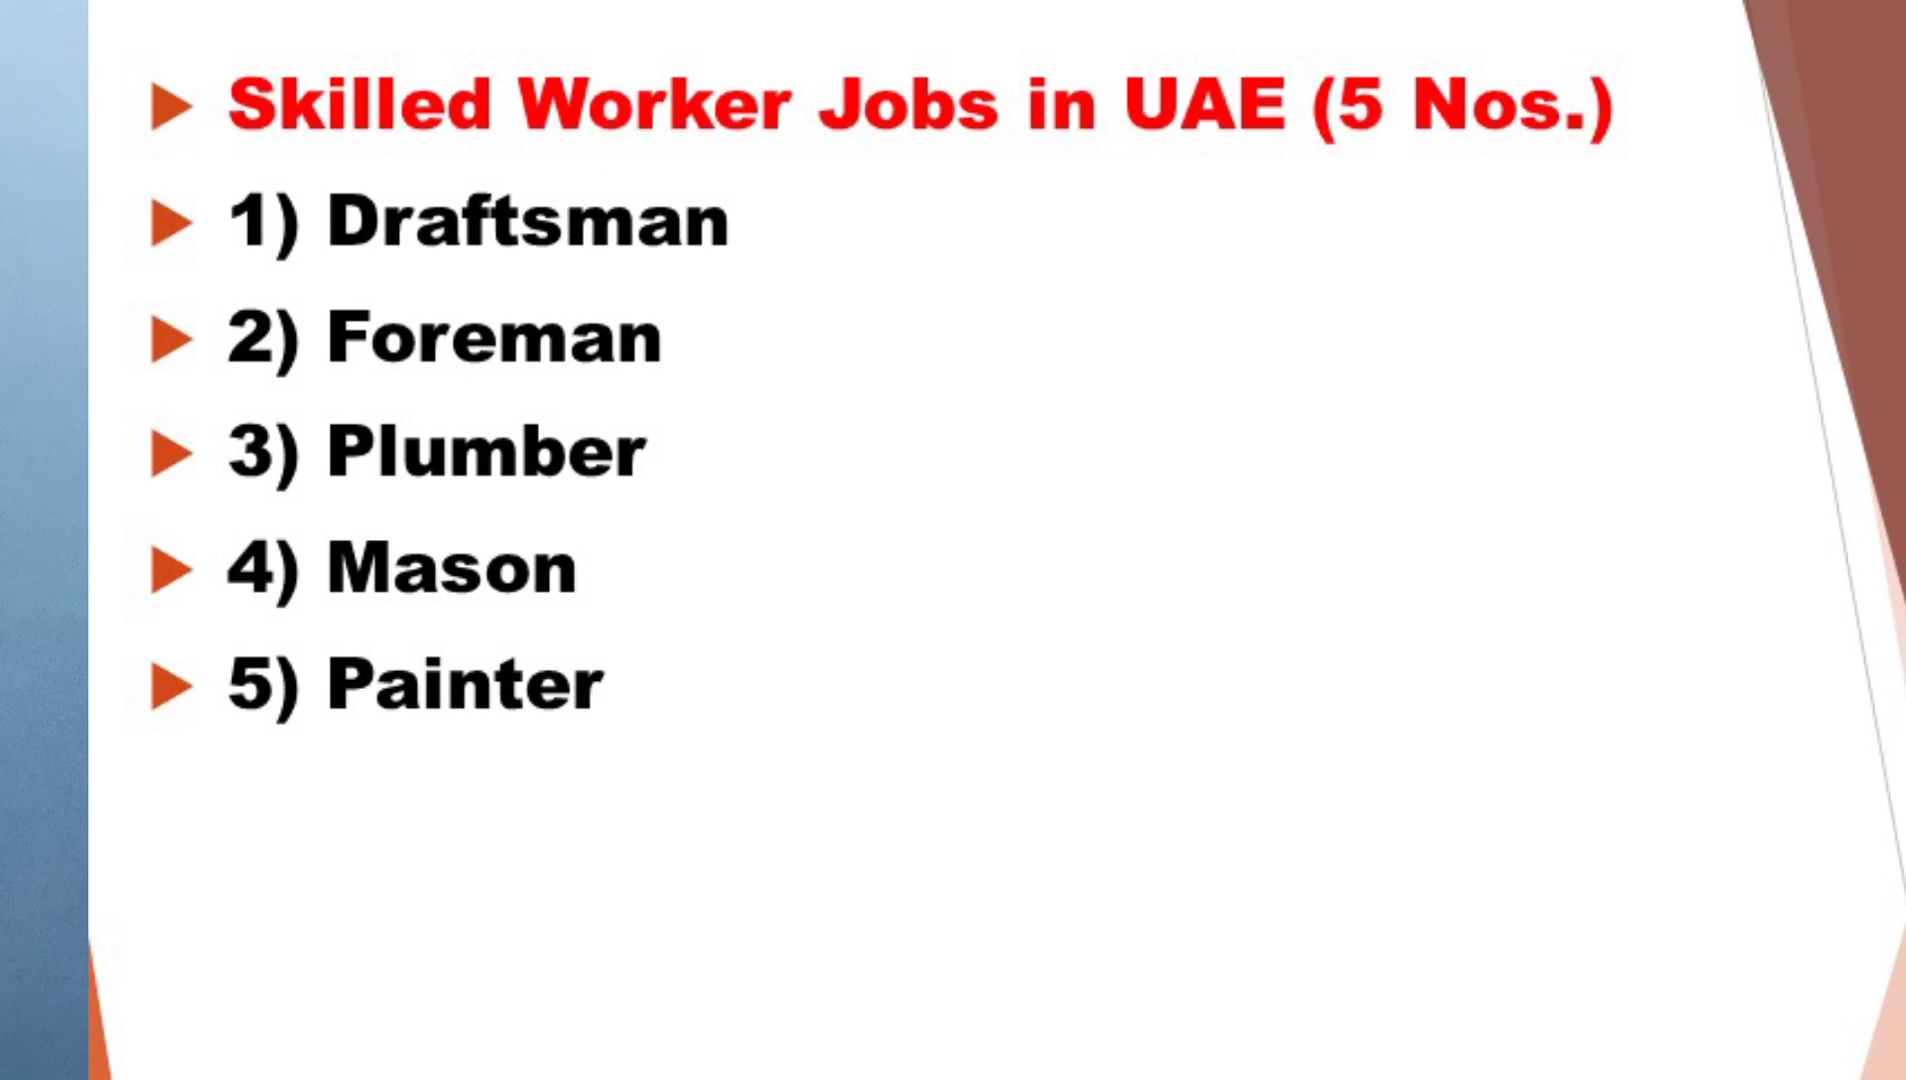 Skilled Worker Jobs in UAE (5 Nos.)
1) Draftsman
2) Foreman
3) Plumber
4) Mason
5) Painter